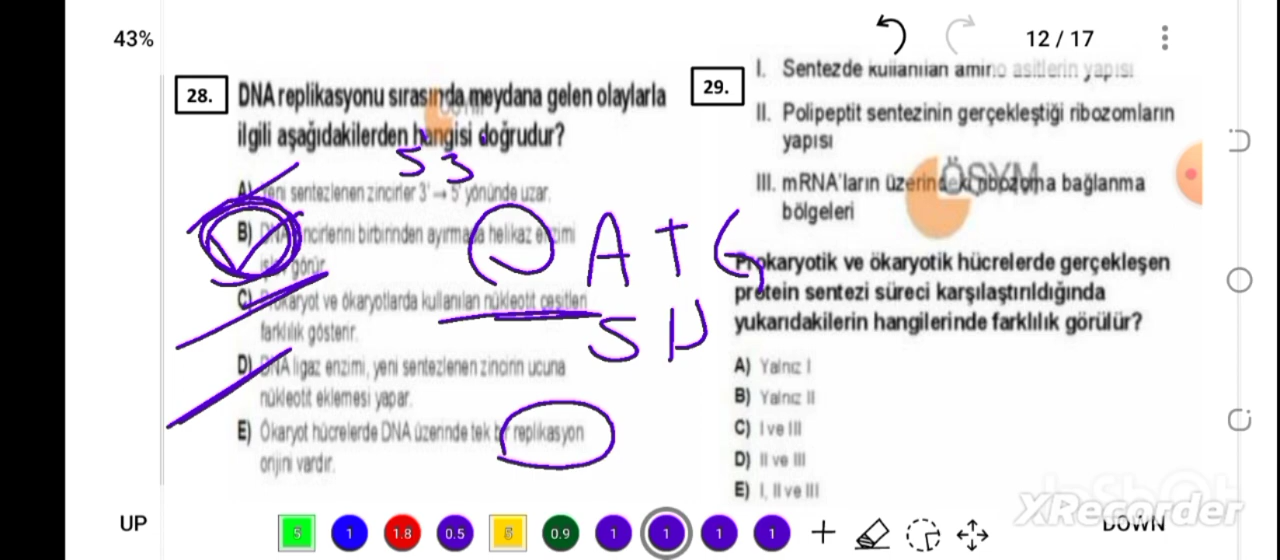 43%
12 / 17
28. DNA replikasyonu sırasında meydana gelen olaylarla
ilgili aşağıdakilerden hangisi doğrudur?
5 3
A) Yeni sentezlenen zincirler 3' → 5' yönünde uzar.
B) DNA zincirlerini birbirinden ayırmada helikaz enzimi
işlev görür.
C) Prokaryot ve ökaryotlarda kullanılan nükleotit çeşitleri
farklılık gösterir.
D) DNA ligaz enzimi, yeni sentezlenen zincirin ucuna
nükleotit eklemesi yapar.
E) Ökaryot hücrelerde DNA üzerinde tek bir replikasyon
orijini vardır.
A T G
29.
I. Sentezde kullanılan amino asitlerin yapısı
II. Polipeptit sentezinin gerçekleştiği ribozomların
yapısı
III. mRNA'ların üzerindeki ribozoma bağlanma
bölgeleri
ÖSYM
Prokaryotik ve ökaryotik hücrelerde gerçekleşen
protein sentezi süreci karşılaştırıldığında
yukarıdakilerin hangilerinde farklılık görülür?
A) Yalnız I
B) Yalnız II
C) I ve III
D) II ve III
E) I, II ve III
UP
5 1 1.8 0.5 5 0.9 1 1 1 1
DOWN
XRecorder